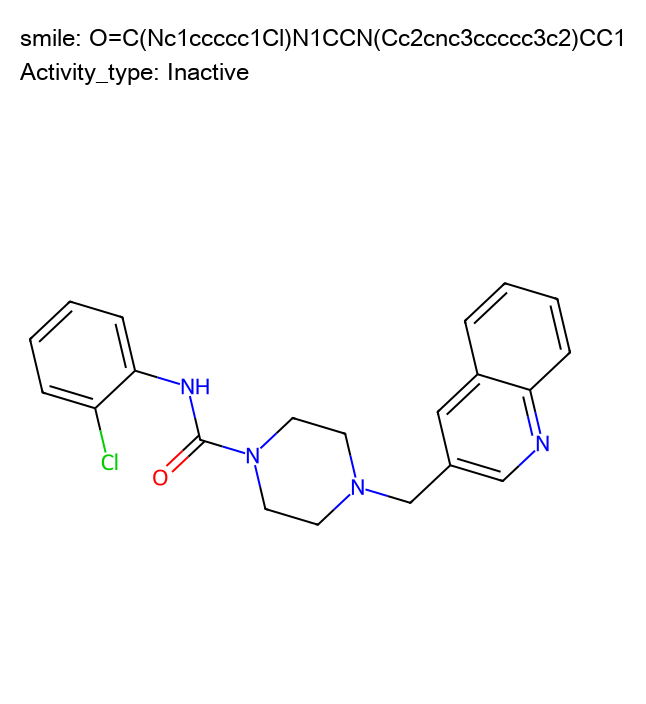 smile: O=C(Nc1ccccc1Cl)N1CCN(Cc2cnc3ccccc3c2)CC1
Activity_type: Inactive
N
NH
N
N
Cl
O